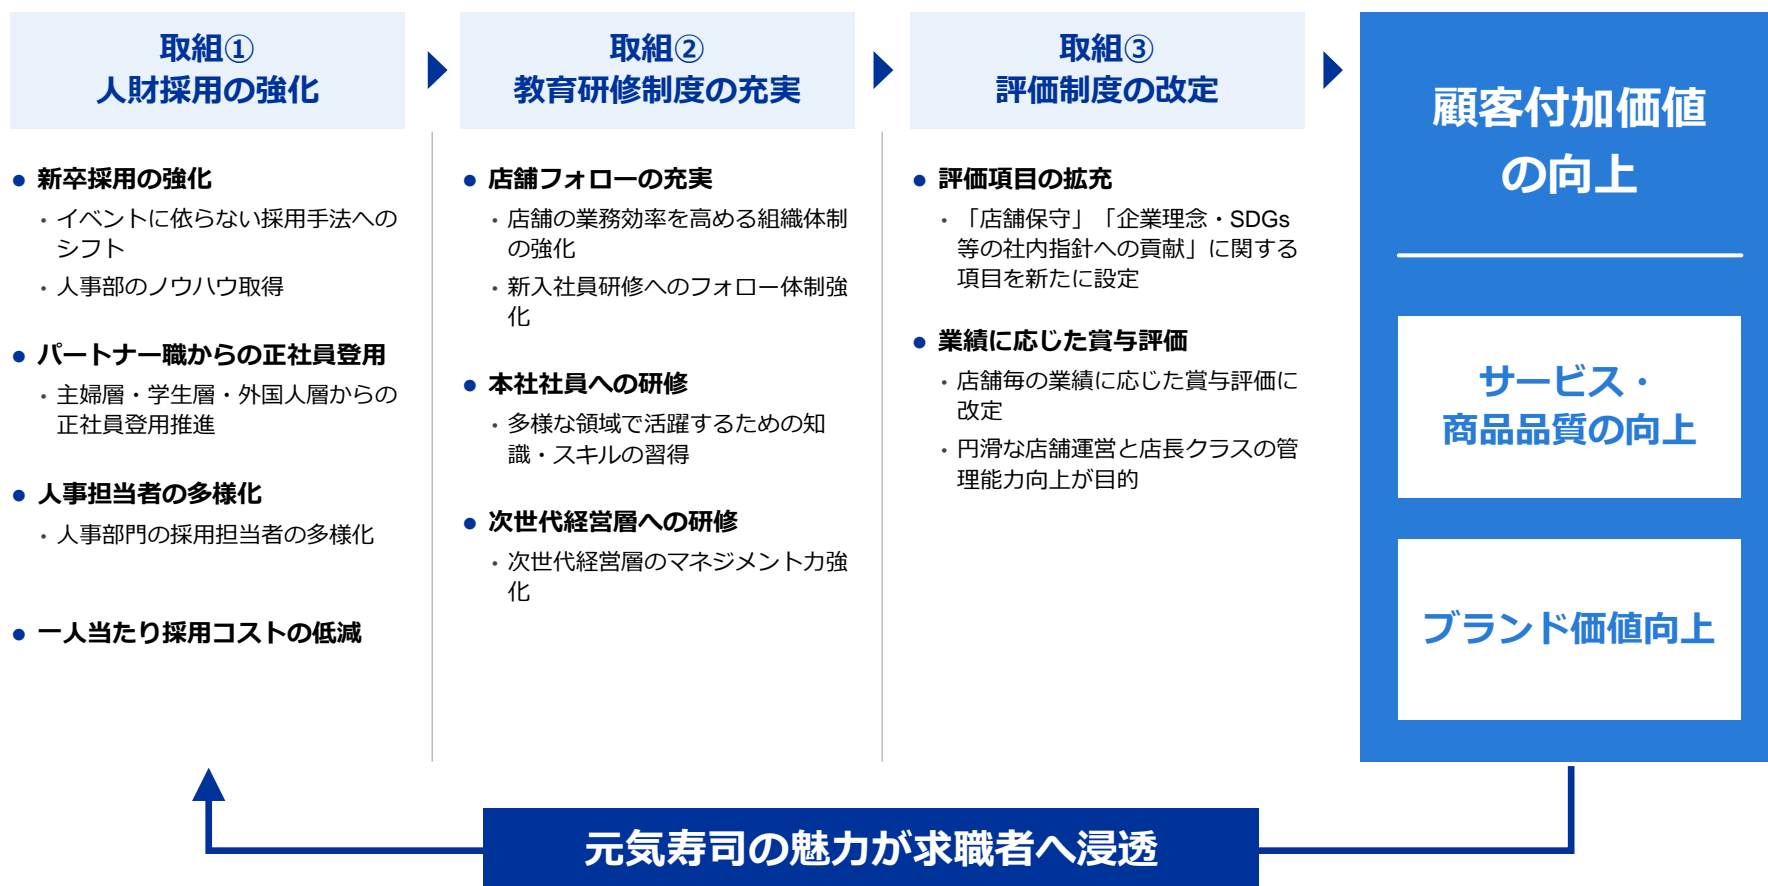 取組①
人財採用の強化
● 新卒採用の強化
・イベントに依らない採用手法への
シフト
・人事部のノウハウ取得
● パートナー職からの正社員登用
・主婦層・学生層・外国人層からの
正社員登用推進
● 人事担当者の多様化
・人事部門の採用担当者の多様化
● 一人当たり採用コストの低減
取組②
教育研修制度の充実
● 店舗フォローの充実
・店舗の業務効率を高める組織体制
の強化
・新入社員研修へのフォロー体制強
化
● 本社社員への研修
・多様な領域で活躍するための知
識・スキルの習得
● 次世代経営層への研修
・次世代経営層のマネジメント力強
化
取組③
評価制度の改定
● 評価項目の拡充
・「店舗保守」「企業理念・SDGs
等の社内指針への貢献」に関する
項目を新たに設定
● 業績に応じた賞与評価
・店舗毎の業績に応じた賞与評価に
改定
・円滑な店舗運営と店長クラスの管
理能力向上が目的
顧客付加価値
の向上
サービス・
商品品質の向上
ブランド価値向上
元気寿司の魅力が求職者へ浸透